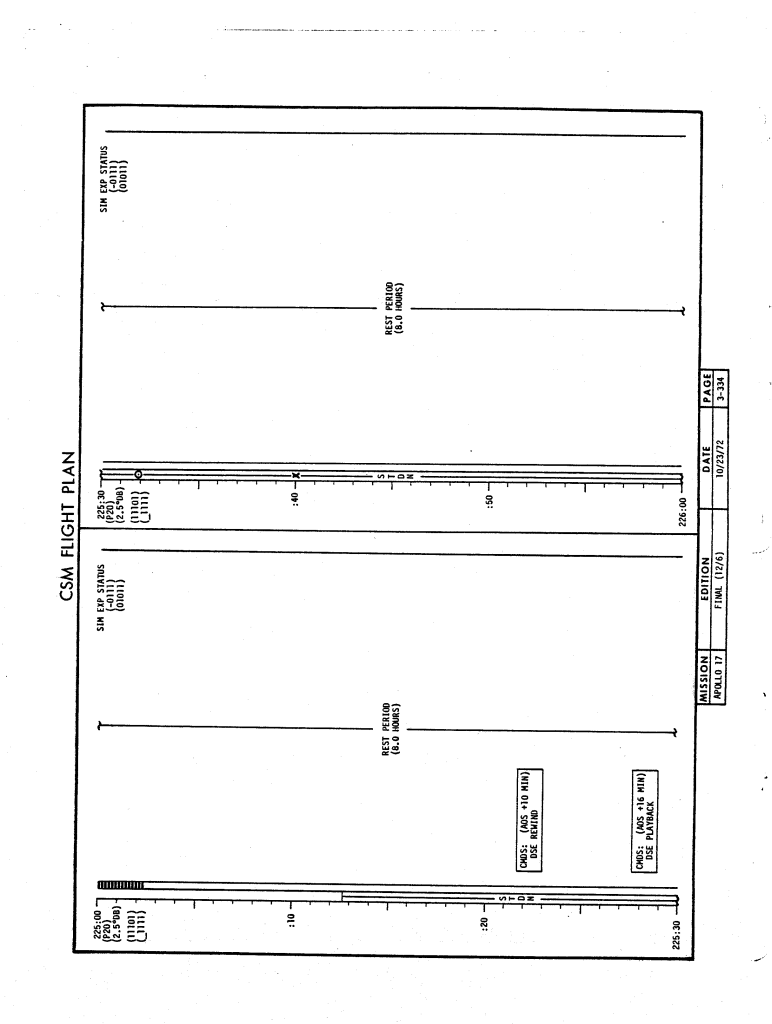 CSM FLIGHT PLAN
225:00
(P20)
(2.5°DB)
(11101)
(_1111)
:10
:20
225:30
STDN
SIM EXP STATUS
(-0111)
(01011)
REST PERIOD
(8.0 HOURS)
CMDS: (AOS +10 MIN)
DSE REWIND
CMDS: (AOS +16 MIN)
DSE PLAYBACK
225:30
(P20)
(2.5°DB)
(11101)
(_1111)
:40
:50
226:00
X
STDN
SIM EXP STATUS
(-0111)
(01011)
REST PERIOD
(8.0 HOURS)
MISSION EDITION DATE PAGE
APOLLO 17 FINAL (12/6) 10/23/72 3-334